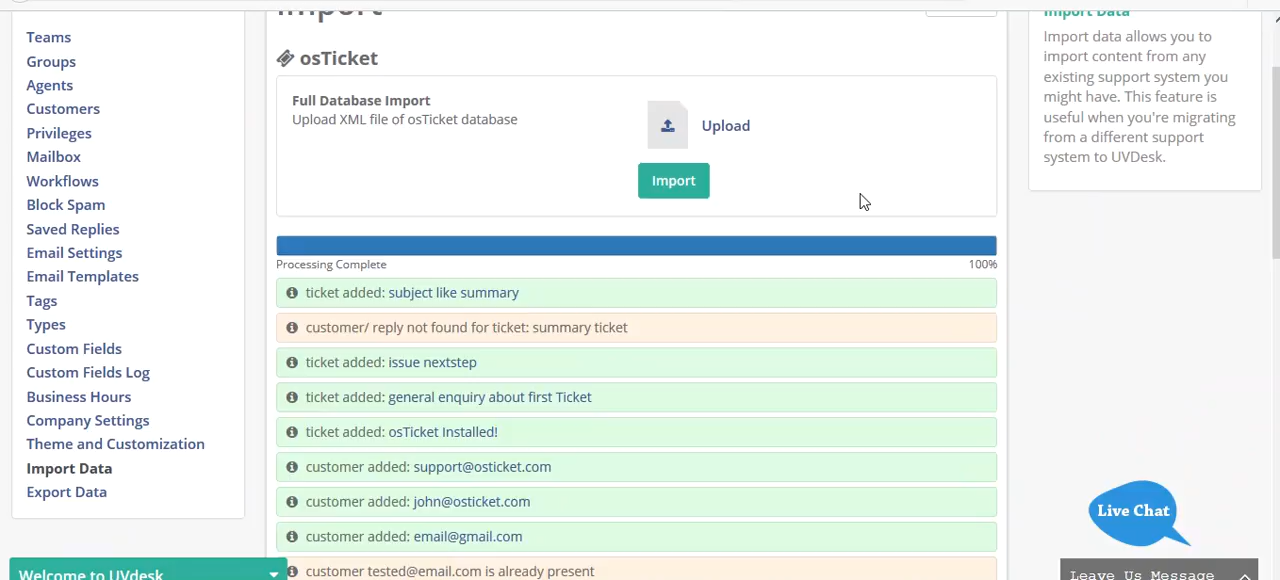 Import
Teams
Groups
Agents
Customers
Privileges
Mailbox
Workflows
Block Spam
Saved Replies
Email Settings
Email Templates
Tags
Types
Custom Fields
Custom Fields Log
Business Hours
Company Settings
Theme and Customization
Import Data
Export Data
Welcome to UVdesk
osTicket
Full Database Import
Upload XML file of osTicket database
Upload
Import
Processing Complete
100%
ticket added: subject like summary
customer/ reply not found for ticket: summary ticket
ticket added: issue nextstep
ticket added: general enquiry about first Ticket
ticket added: osTicket Installed!
customer added: support@osticket.com
customer added: john@osticket.com
customer added: email@gmail.com
customer tested@email.com is already present
Import Data
Import data allows you to
import content from any
existing support system you
might have. This feature is
useful when you're migrating
from a different support
system to UVDesk.
Live Chat
Leave Us Message